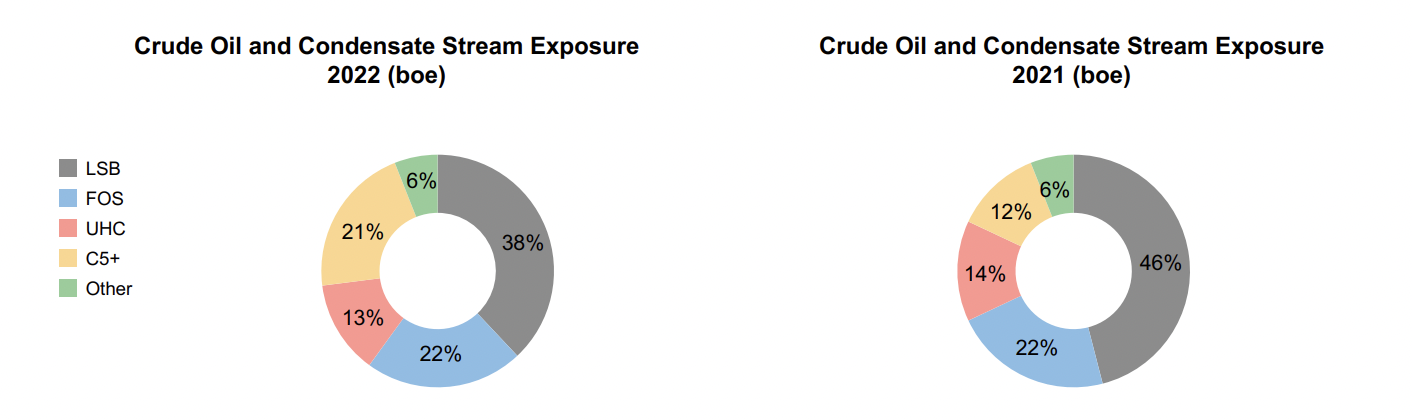 Crude Oil and Condensate Stream Exposure
2022 (boe)
LSB
FOS
UHC
C5+
Other
6%
38%
21%
13%
22%
Crude Oil and Condensate Stream Exposure
2021 (boe)
6%
12%
46%
14%
22%